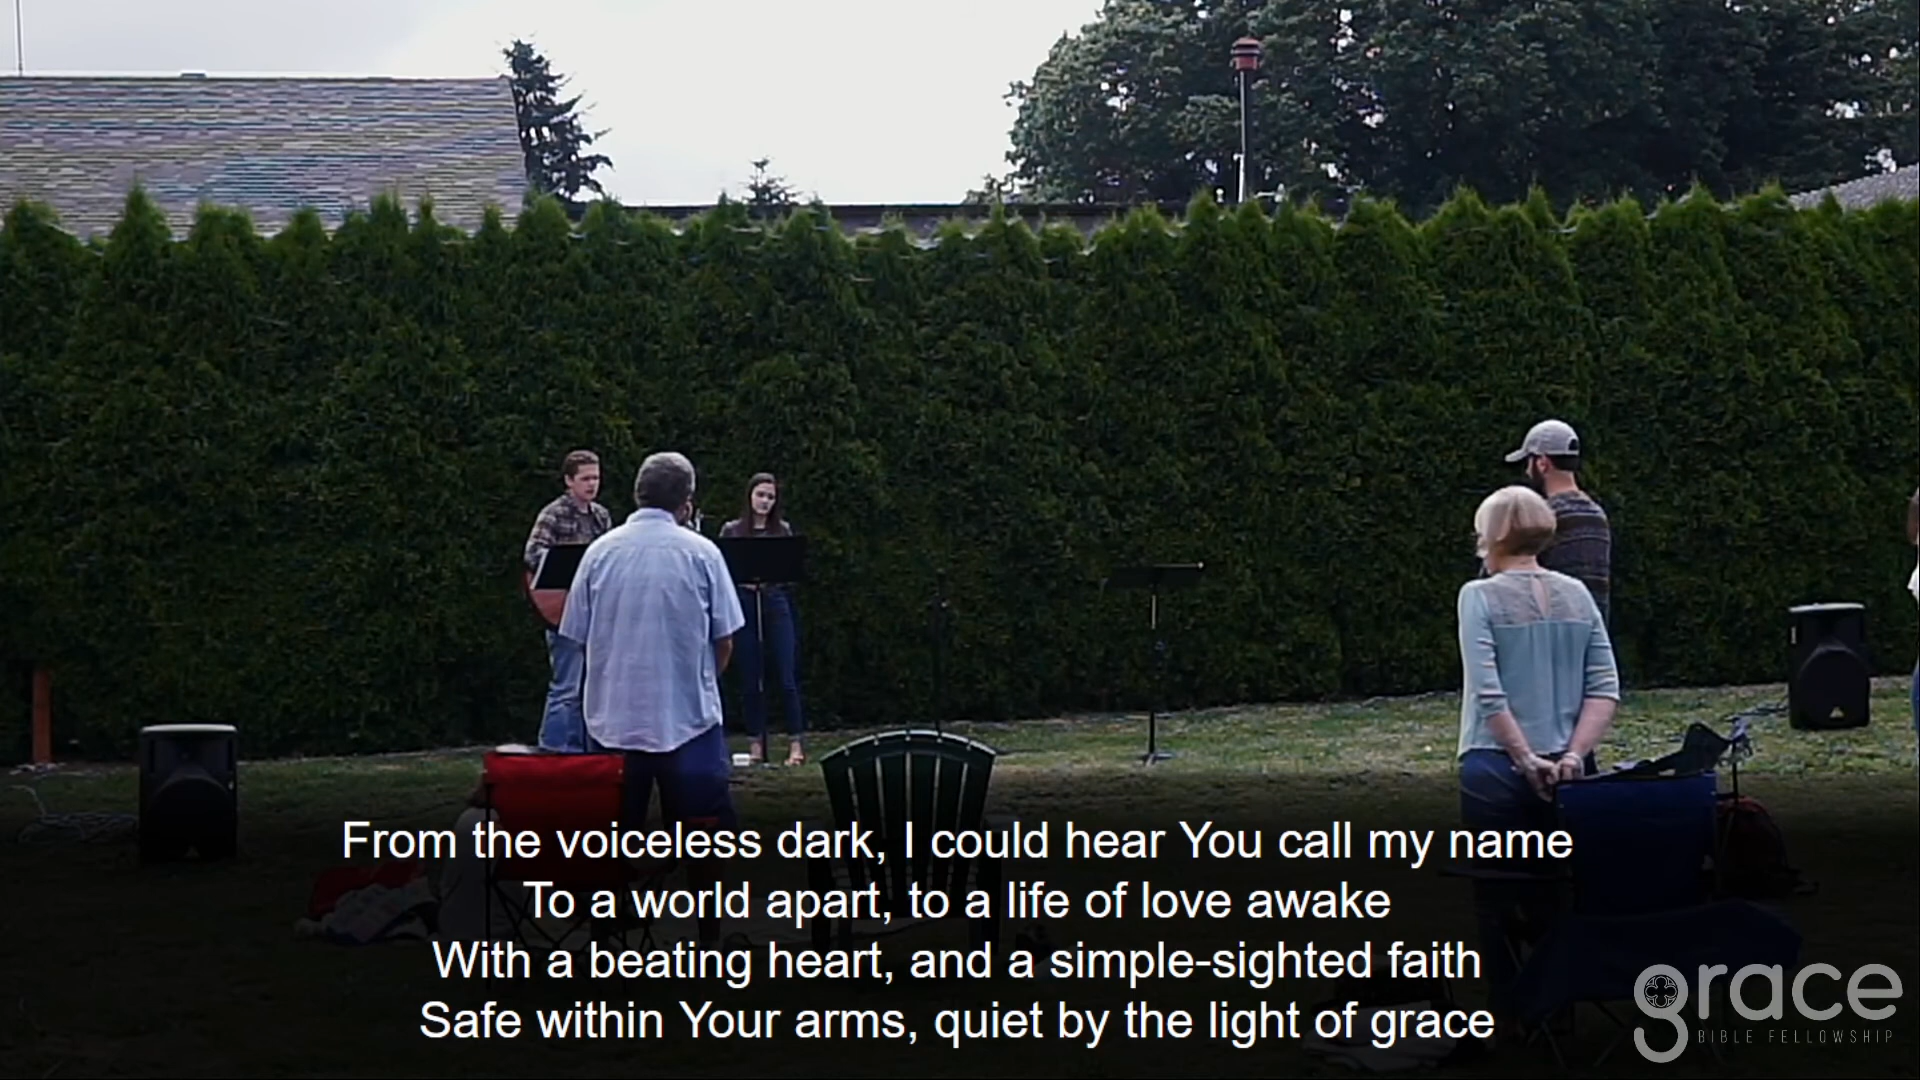 From the voiceless dark, I could hear You call my name
To a world apart, to a life of love awake
With a beating heart, and a simple-sighted faith
Safe within Your arms, quiet by the light of grace
grace
BIBLE FELLOWSHIP